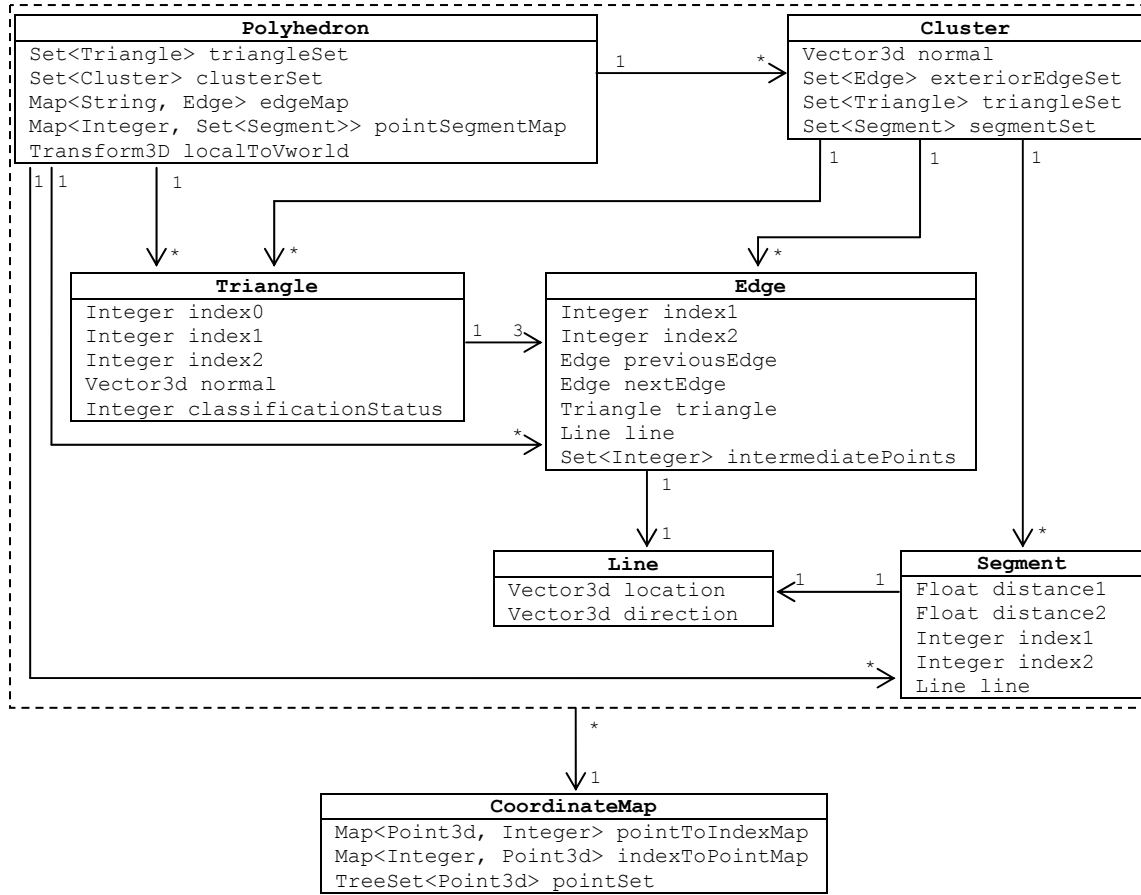 Polyhedron
Set<Triangle> triangleSet
Set<Cluster> clusterSet
Map<String, Edge> edgeMap
Map<Integer, Set<Segment>> pointSegmentMap
Transform3D localToVworld
1 *
Cluster
Vector3d normal
Set<Edge> exteriorEdgeSet
Set<Triangle> triangleSet
Set<Segment> segmentSet
1 1 1
1 1 1
* * *
Triangle
Integer index0
Integer index1
Integer index2
Vector3d normal
Integer classificationStatus
1 3
*
Edge
Integer index1
Integer index2
Edge previousEdge
Edge nextEdge
Triangle triangle
Line line
Set<Integer> intermediatePoints
1
1 *
Line
Vector3d location
Vector3d direction
1 1
Segment
Float distance1
Float distance2
Integer index1
Integer index2
Line line
*
*
1
CoordinateMap
Map<Point3d, Integer> pointToIndexMap
Map<Integer, Point3d> indexToPointMap
TreeSet<Point3d> pointSet